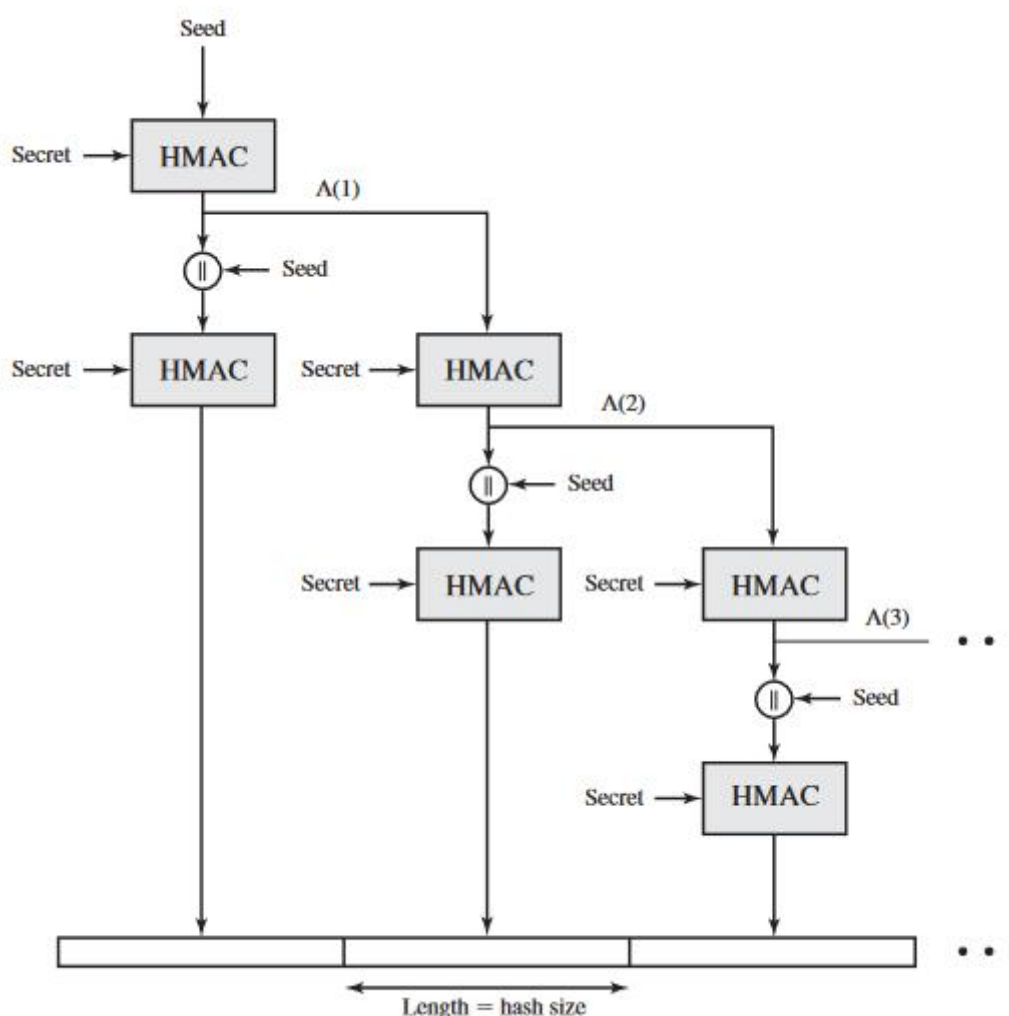 Seed
Secret
HMAC
A(1)
||
Seed
Secret
HMAC
Secret
HMAC
A(2)
||
Seed
Secret
HMAC
Secret
HMAC
A(3)
||
Seed
Secret
HMAC
Length = hash size